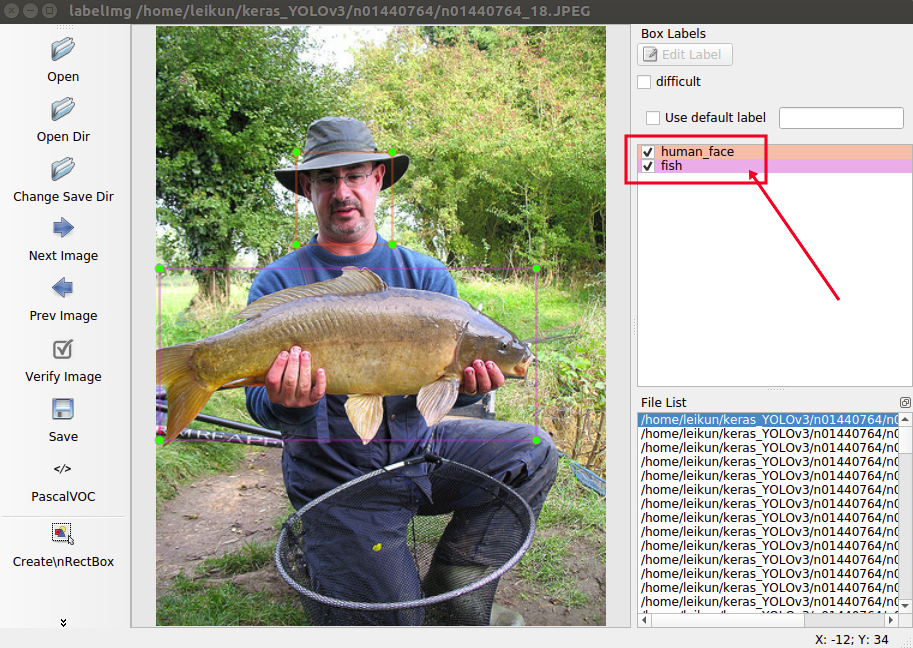 labelImg /home/leikun/keras_YOLOv3/n01440764/n01440764_18.JPEG
Open
Open Dir
Change Save Dir
Next Image
Prev Image
Verify Image
Save
</>
PascalVOC
Create\nRectBox
Box Labels
Edit Label
difficult
Use default label
human_face
fish
File List
/home/leikun/keras_YOLOv3/n01440764/n0
/home/leikun/keras_YOLOv3/n01440764/n0
/home/leikun/keras_YOLOv3/n01440764/n0
/home/leikun/keras_YOLOv3/n01440764/n0
/home/leikun/keras_YOLOv3/n01440764/n0
/home/leikun/keras_YOLOv3/n01440764/n0
/home/leikun/keras_YOLOv3/n01440764/n0
/home/leikun/keras_YOLOv3/n01440764/n0
/home/leikun/keras_YOLOv3/n01440764/n0
/home/leikun/keras_YOLOv3/n01440764/n0
/home/leikun/keras_YOLOv3/n01440764/n0
/home/leikun/keras_YOLOv3/n01440764/n0
/home/leikun/keras_YOLOv3/n01440764/n0
/home/leikun/keras_YOLOv3/n01440764/n0
X: -12; Y: 34